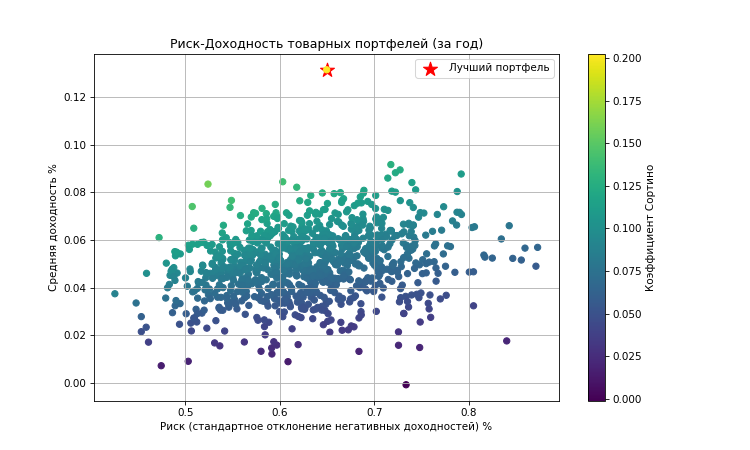 Риск-Доходность товарных портфелей (за год)
Лучший портфель
Средняя доходность %
0.12
0.10
0.08
0.06
0.04
0.02
0.00
0.5 0.6 0.7 0.8
Риск (стандартное отклонение негативных доходностей) %
0.200
0.175
0.150
0.125
0.100
0.075
0.050
0.025
0.000
Коэффициент Сортино